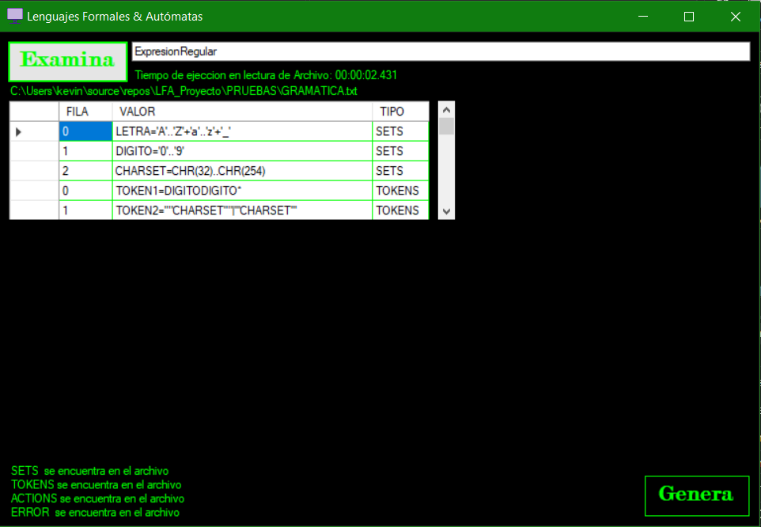 Lenguajes Formales & Autómatas
Examina
ExpresionRegular
Tiempo de ejeccion en lectura de Archivo: 00:00:02.431
C:\Users\kevin\source\repos\LFA_Proyecto\PRUEBAS\GRAMATICA.txt
FILA VALOR TIPO
0 LETRA='A'..'Z'+'a'..'z'+'_' SETS
1 DIGITO='0'..'9' SETS
2 CHARSET=CHR(32)..CHR(254) SETS
0 TOKEN1=DIGITODIGITO* TOKENS
1 TOKEN2='"'CHARSET'"'|'''CHARSET''' TOKENS
SETS se encuentra en el archivo
TOKENS se encuentra en el archivo
ACTIONS se encuentra en el archivo
ERROR se encuentra en el archivo
Genera